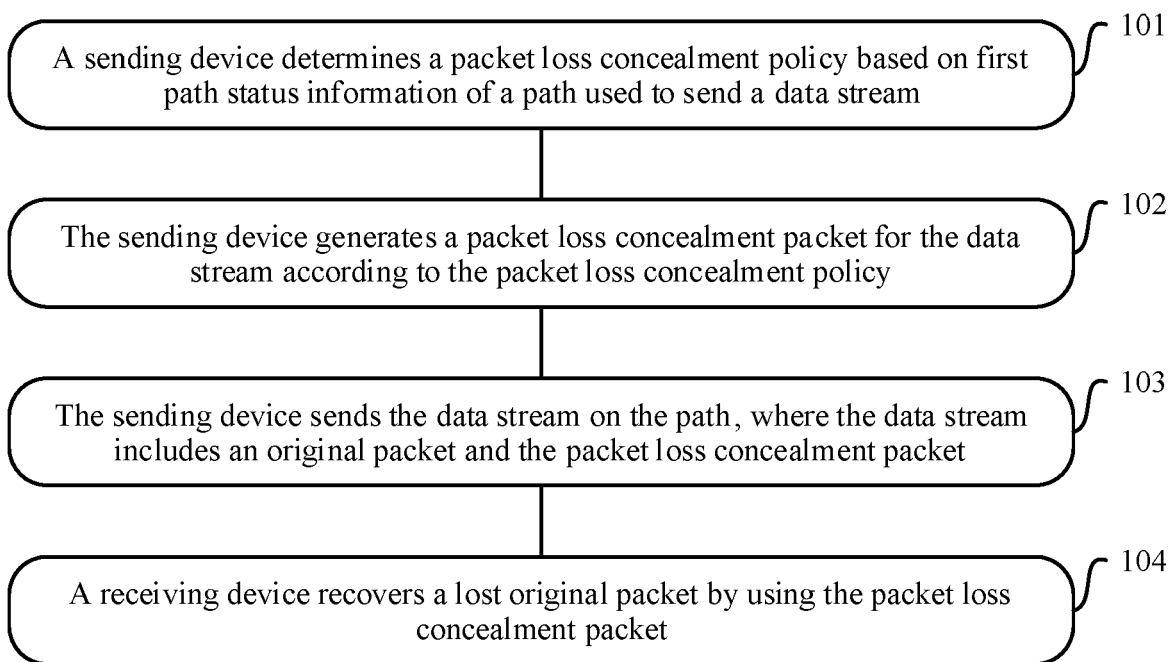 101
A sending device determines a packet loss concealment policy based on first
path status information of a path used to send a data stream
102
The sending device generates a packet loss concealment packet for the data
stream according to the packet loss concealment policy
103
The sending device sends the data stream on the path, where the data stream
includes an original packet and the packet loss concealment packet
104
A receiving device recovers a lost original packet by using the packet loss
concealment packet